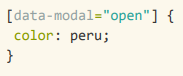 [data-modal="open"] {
  color: peru;
}